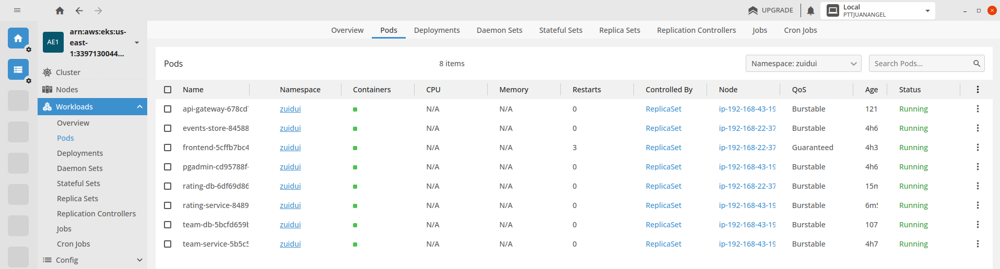 UPGRADE
Local
PTTJUANANGEL
arn:aws:eks:us-
east-
1:3397130044...
AE1
Cluster
Nodes
Workloads
Overview
Pods
Deployments
Daemon Sets
Stateful Sets
Replica Sets
Replication Controllers
Jobs
Cron Jobs
Config
Overview Pods Deployments Daemon Sets Stateful Sets Replica Sets Replication Controllers Jobs Cron Jobs
Pods 8 items Namespace: zuidui Search Pods...
Name Namespace Containers CPU Memory Restarts Controlled By Node QoS Age Status
api-gateway-678cd zuidui N/A N/A 0 ReplicaSet ip-192-168-43-19 Burstable 121 Running
events-store-84588 zuidui N/A N/A 0 ReplicaSet ip-192-168-22-37 Burstable 4h6 Running
frontend-5cffb7bc4 zuidui N/A N/A 3 ReplicaSet ip-192-168-22-37 Guaranteed 4h3 Running
pgadmin-cd95788f- zuidui N/A N/A 0 ReplicaSet ip-192-168-43-19 Burstable 4h6 Running
rating-db-6df69d86 zuidui N/A N/A 0 ReplicaSet ip-192-168-22-37 Burstable 15m Running
rating-service-8489 zuidui N/A N/A 0 ReplicaSet ip-192-168-43-19 Burstable 6m Running
team-db-5bcfd659b zuidui N/A N/A 0 ReplicaSet ip-192-168-43-19 Burstable 107 Running
team-service-5b5c5 zuidui N/A N/A 0 ReplicaSet ip-192-168-43-19 Burstable 4h7 Running